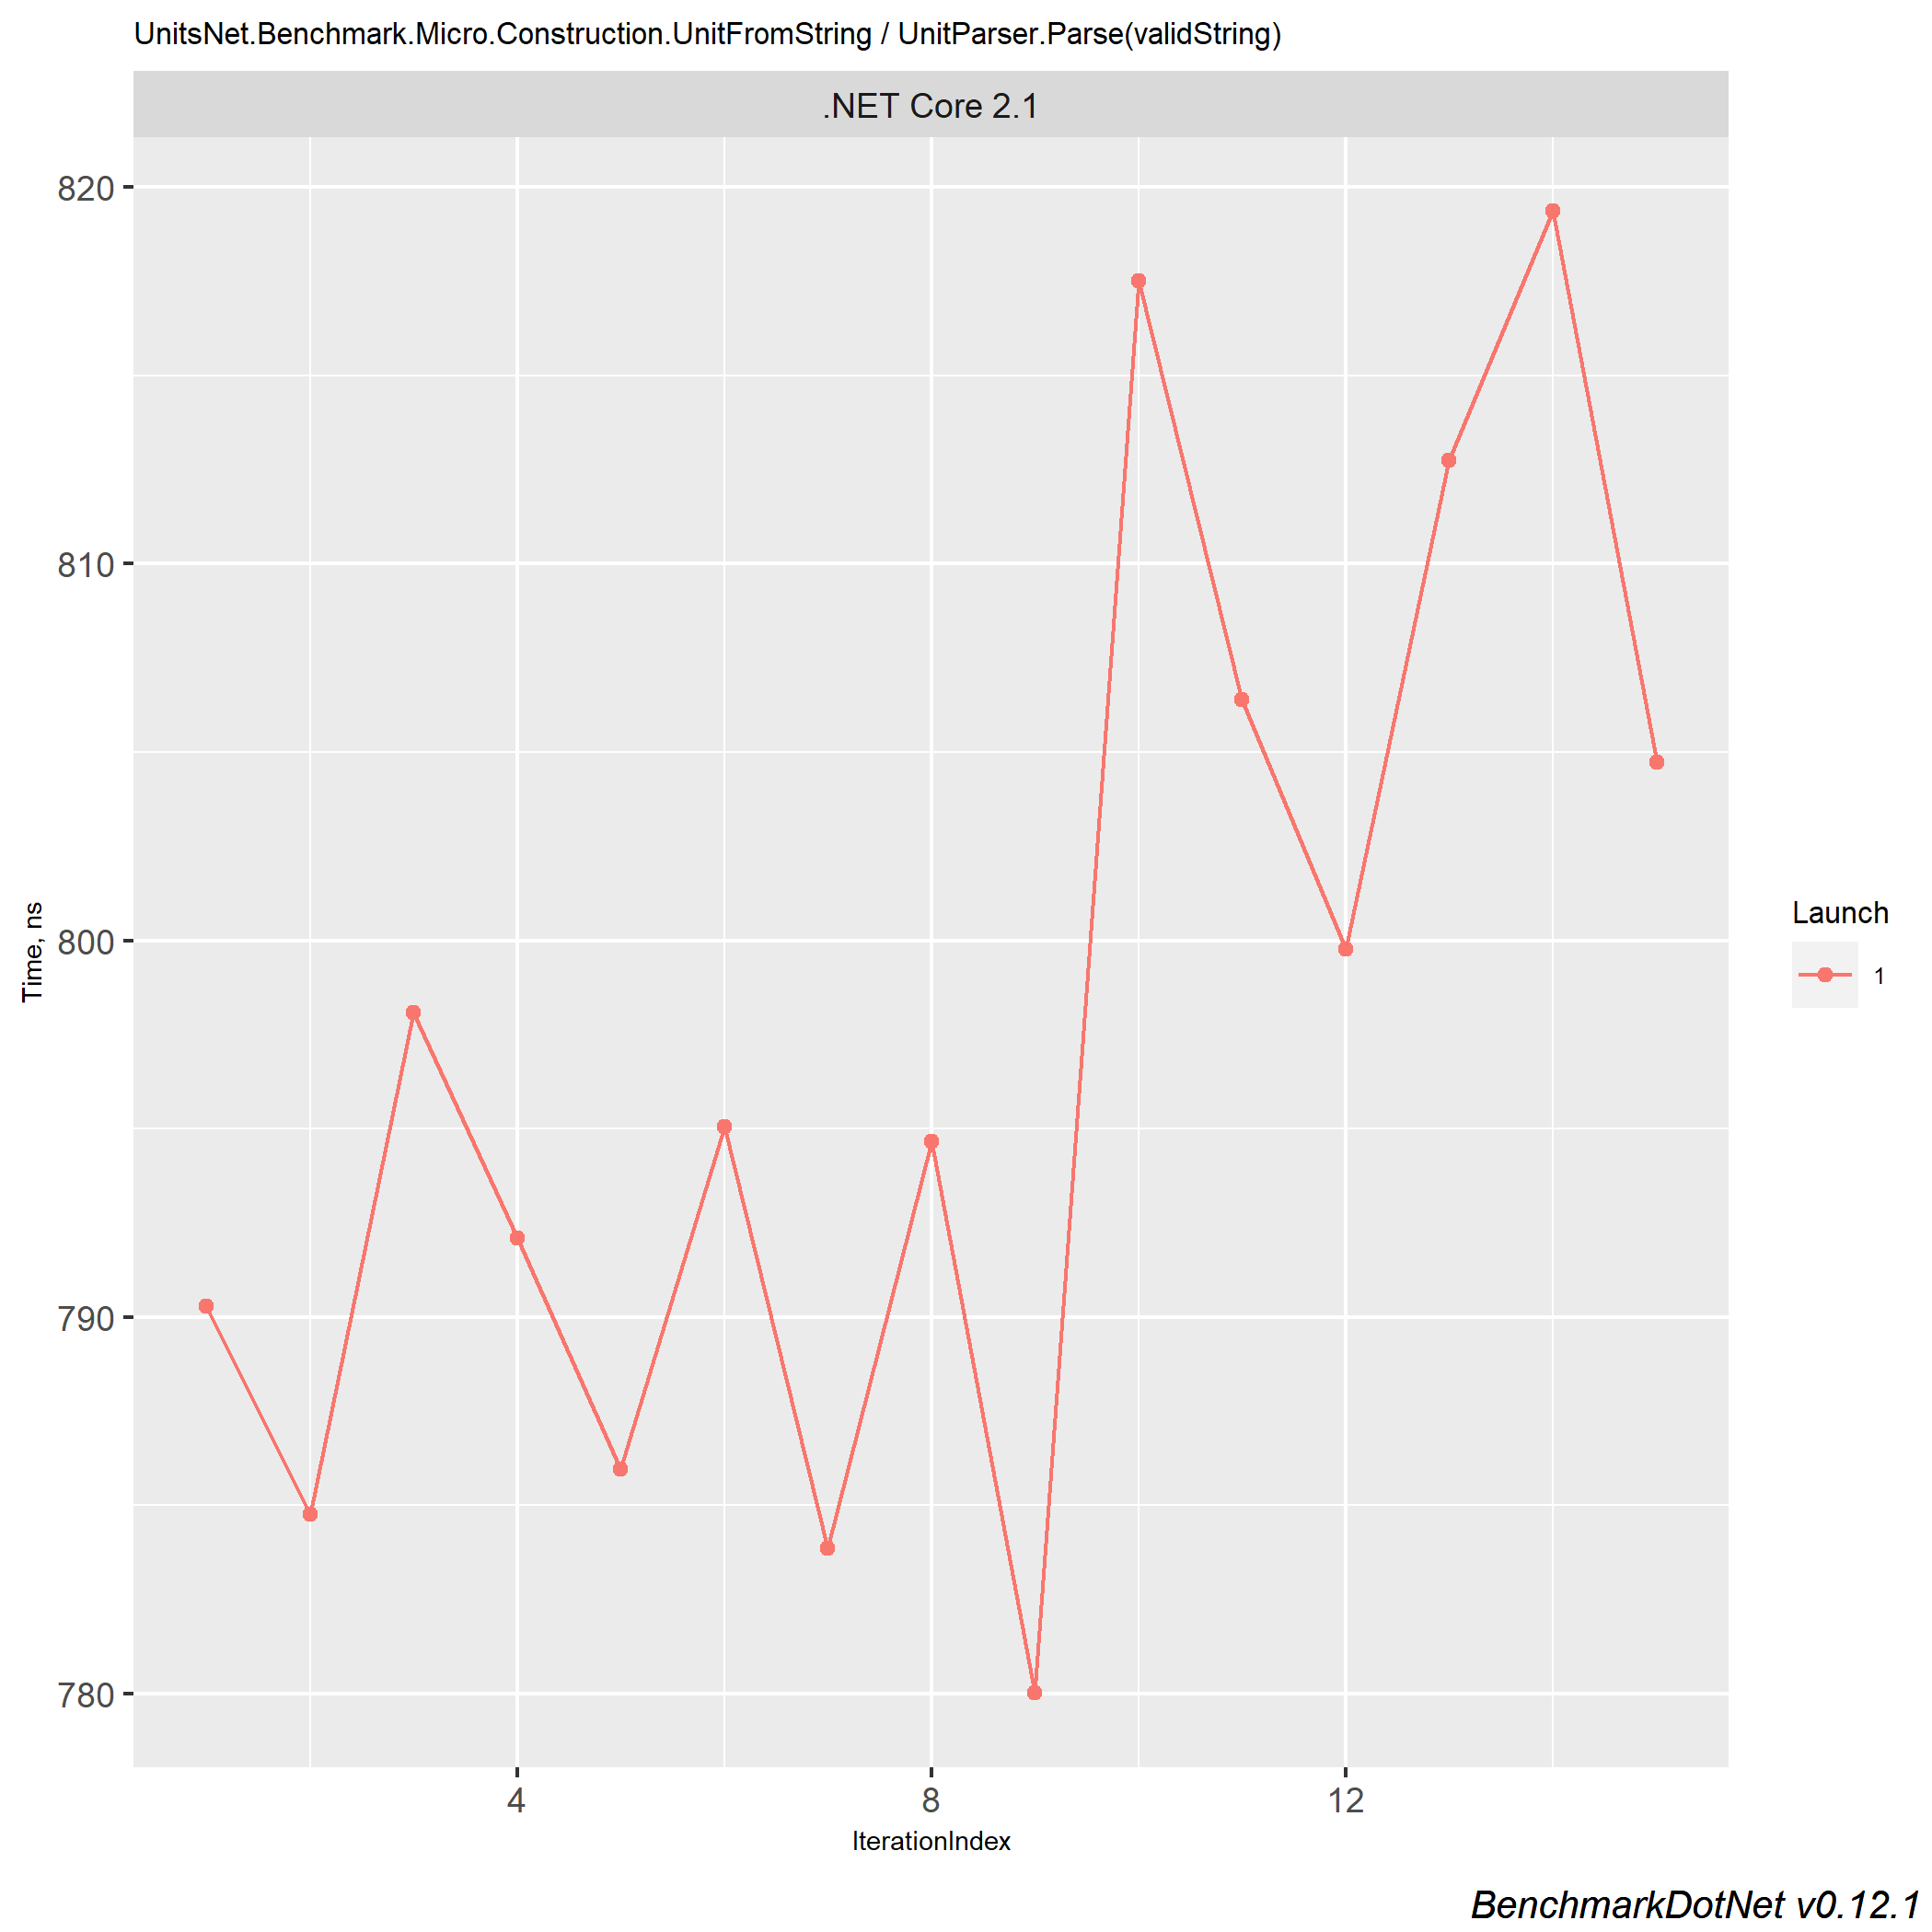 UnitsNet.Benchmark.Micro.Construction.UnitFromString / UnitParser.Parse(validString)
.NET Core 2.1
820
810
800
790
780
Time, ns
4
8
12
IterationIndex
Launch
1
BenchmarkDotNet v0.12.1